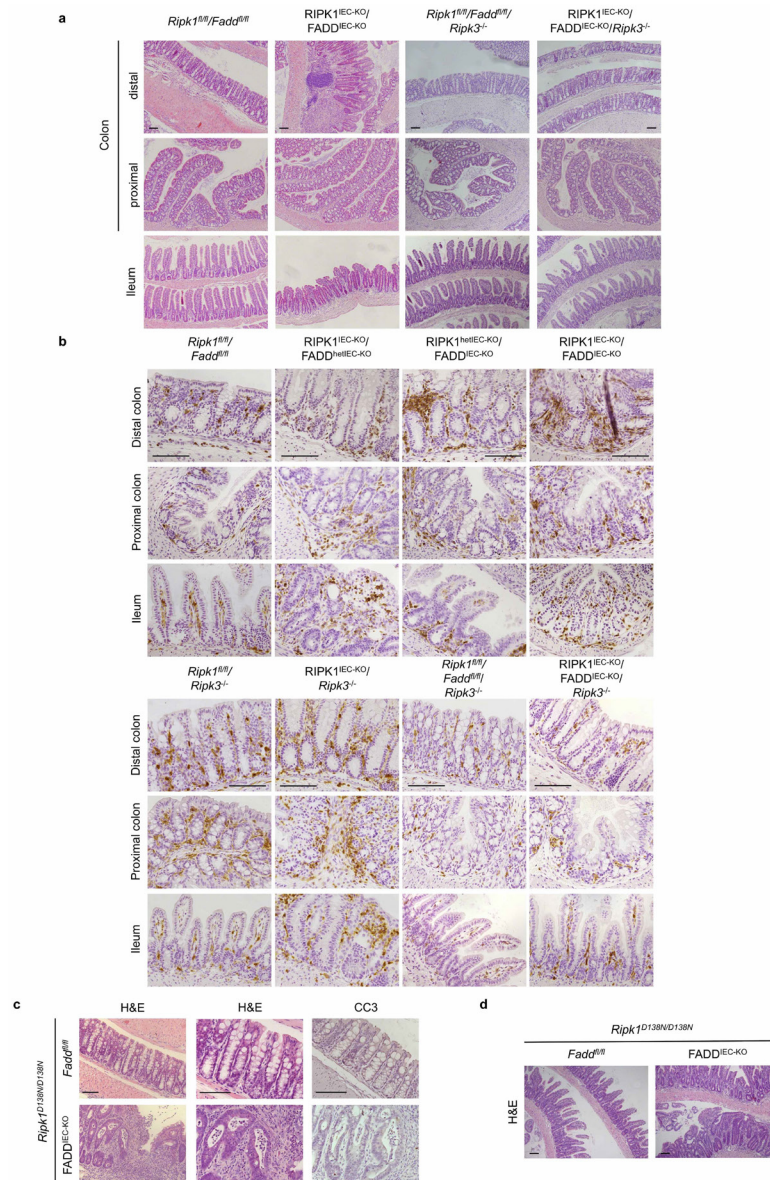 a
Ripk1fl/fl/Faddfl/fl
RIPK1IEC-KO/
FADDIEC-KO
Ripk1fl/fl/Faddfl/fl/
Ripk3-/-
RIPK1IEC-KO/
FADDIEC-KO/Ripk3-/-
Colon
distal
proximal
Ileum
b
Ripk1fl/fl/
Faddfl/fl
RIPK1IEC-KO/
FADDhetIEC-KO
RIPK1hetIEC-KO/
FADDIEC-KO
RIPK1IEC-KO/
FADDIEC-KO
Distal colon
Proximal colon
Ileum
Ripk1fl/fl/
Ripk3-/-
RIPK1IEC-KO/
Ripk3-/-
Ripk1fl/fl/
Faddfl/fl/
Ripk3-/-
RIPK1IEC-KO/
FADDIEC-KO/
Ripk3-/-
Distal colon
Proximal colon
Ileum
c
H&E
H&E
CC3
Ripk1D138N/D138N
Faddfl/fl
FADDIEC-KO
d
Ripk1D138N/D138N
Faddfl/fl
FADDIEC-KO
H&E